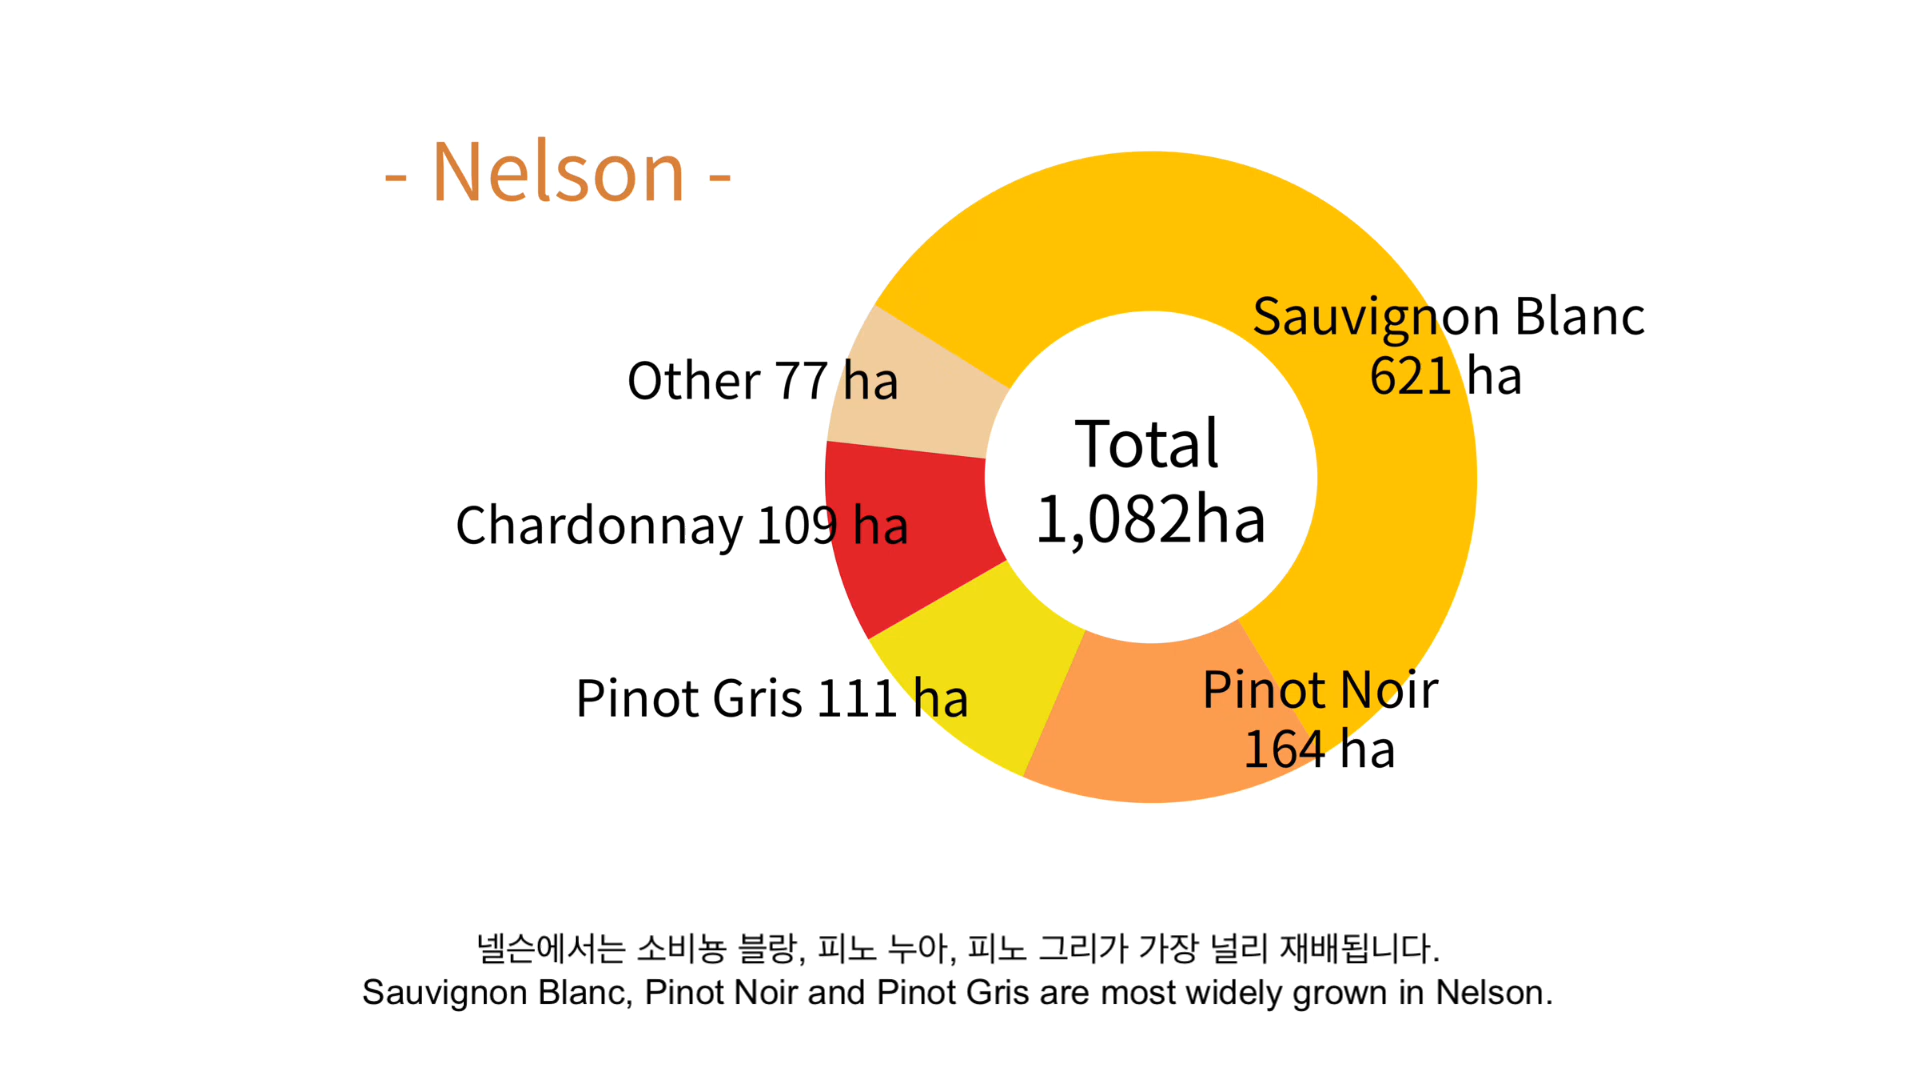 - Nelson -
Sauvignon Blanc
621 ha
Other 77 ha
Total
1,082ha
Chardonnay 109 ha
Pinot Gris 111 ha
Pinot Noir
164 ha
넬슨에서는 소비뇽 블랑, 피노 누아, 피노 그리가 가장 널리 재배됩니다.
Sauvignon Blanc, Pinot Noir and Pinot Gris are most widely grown in Nelson.